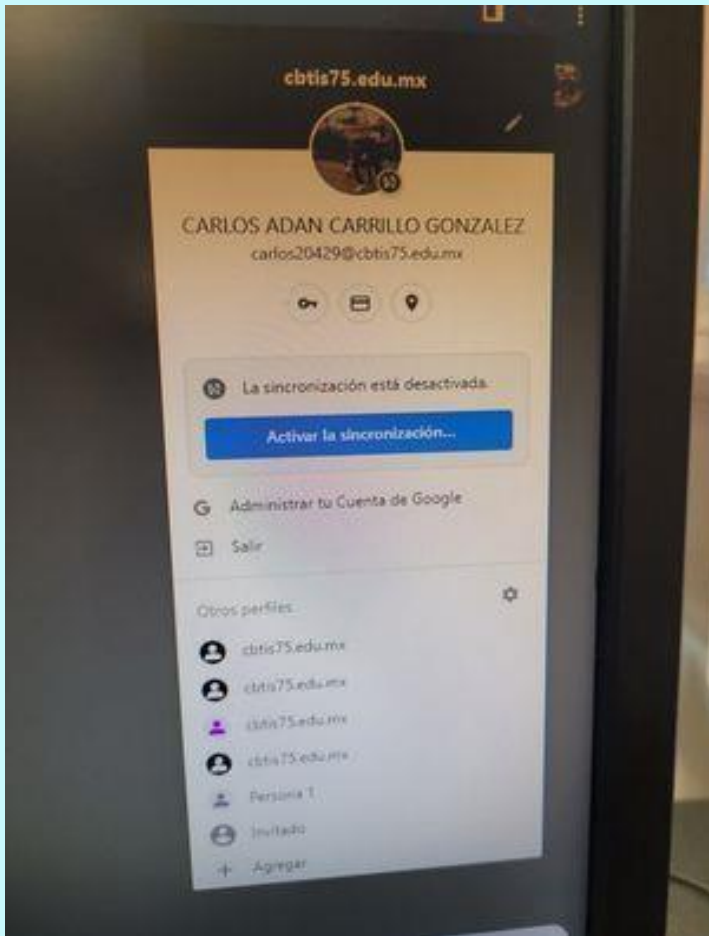 cbtis75.edu.mx
CARLOS ADAN CARRILLO GONZALEZ
carlos20429@cbtis75.edu.mx
La sincronización está desactivada.
Activar la sincronización...
G Administrar tu Cuenta de Google
Salir
Otros perfiles
cbtis75.edu.mx
cbtis75.edu.mx
cbtis75.edu.mx
cbtis75.edu.mx
Persona 1
Invitado
+ Agregar